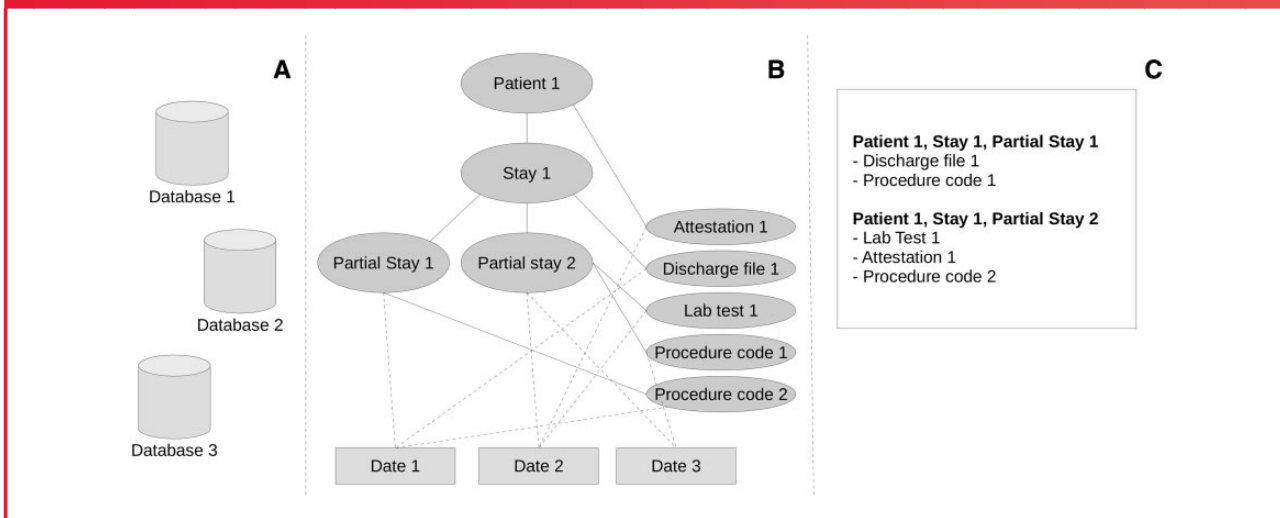 A
Database 1
Database 2
Database 3
B
Patient 1
Stay 1
Partial Stay 1
Partial stay 2
Attestation 1
Discharge file 1
Lab test 1
Procedure code 1
Procedure code 2
Date 1
Date 2
Date 3
C
Patient 1, Stay 1, Partial Stay 1
- Discharge file 1
- Procedure code 1
Patient 1, Stay 1, Partial Stay 2
- Lab Test 1
- Attestation 1
- Procedure code 2